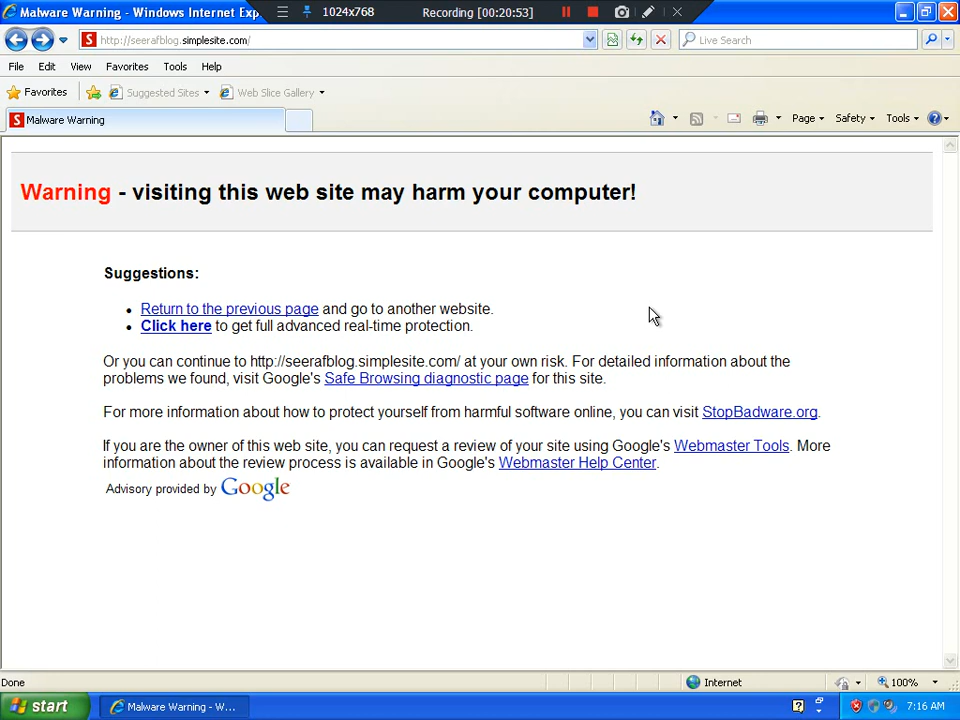 Malware Warning - Windows Internet Exp
1024x768
Recording [00:20:53]
http://seerafblog.simplesite.com/
Live Search
File Edit View Favorites Tools Help
Favorites Suggested Sites Web Slice Gallery
Malware Warning
Page Safety Tools
Warning - visiting this web site may harm your computer!
Suggestions:
Return to the previous page and go to another website.
Click here to get full advanced real-time protection.
Or you can continue to http://seerafblog.simplesite.com/ at your own risk. For detailed information about the
problems we found, visit Google's Safe Browsing diagnostic page for this site.
For more information about how to protect yourself from harmful software online, you can visit StopBadware.org.
If you are the owner of this web site, you can request a review of your site using Google's Webmaster Tools. More
information about the review process is available in Google's Webmaster Help Center.
Advisory provided by Google
Done
Internet
100%
start
Malware Warning - W...
7:16 AM